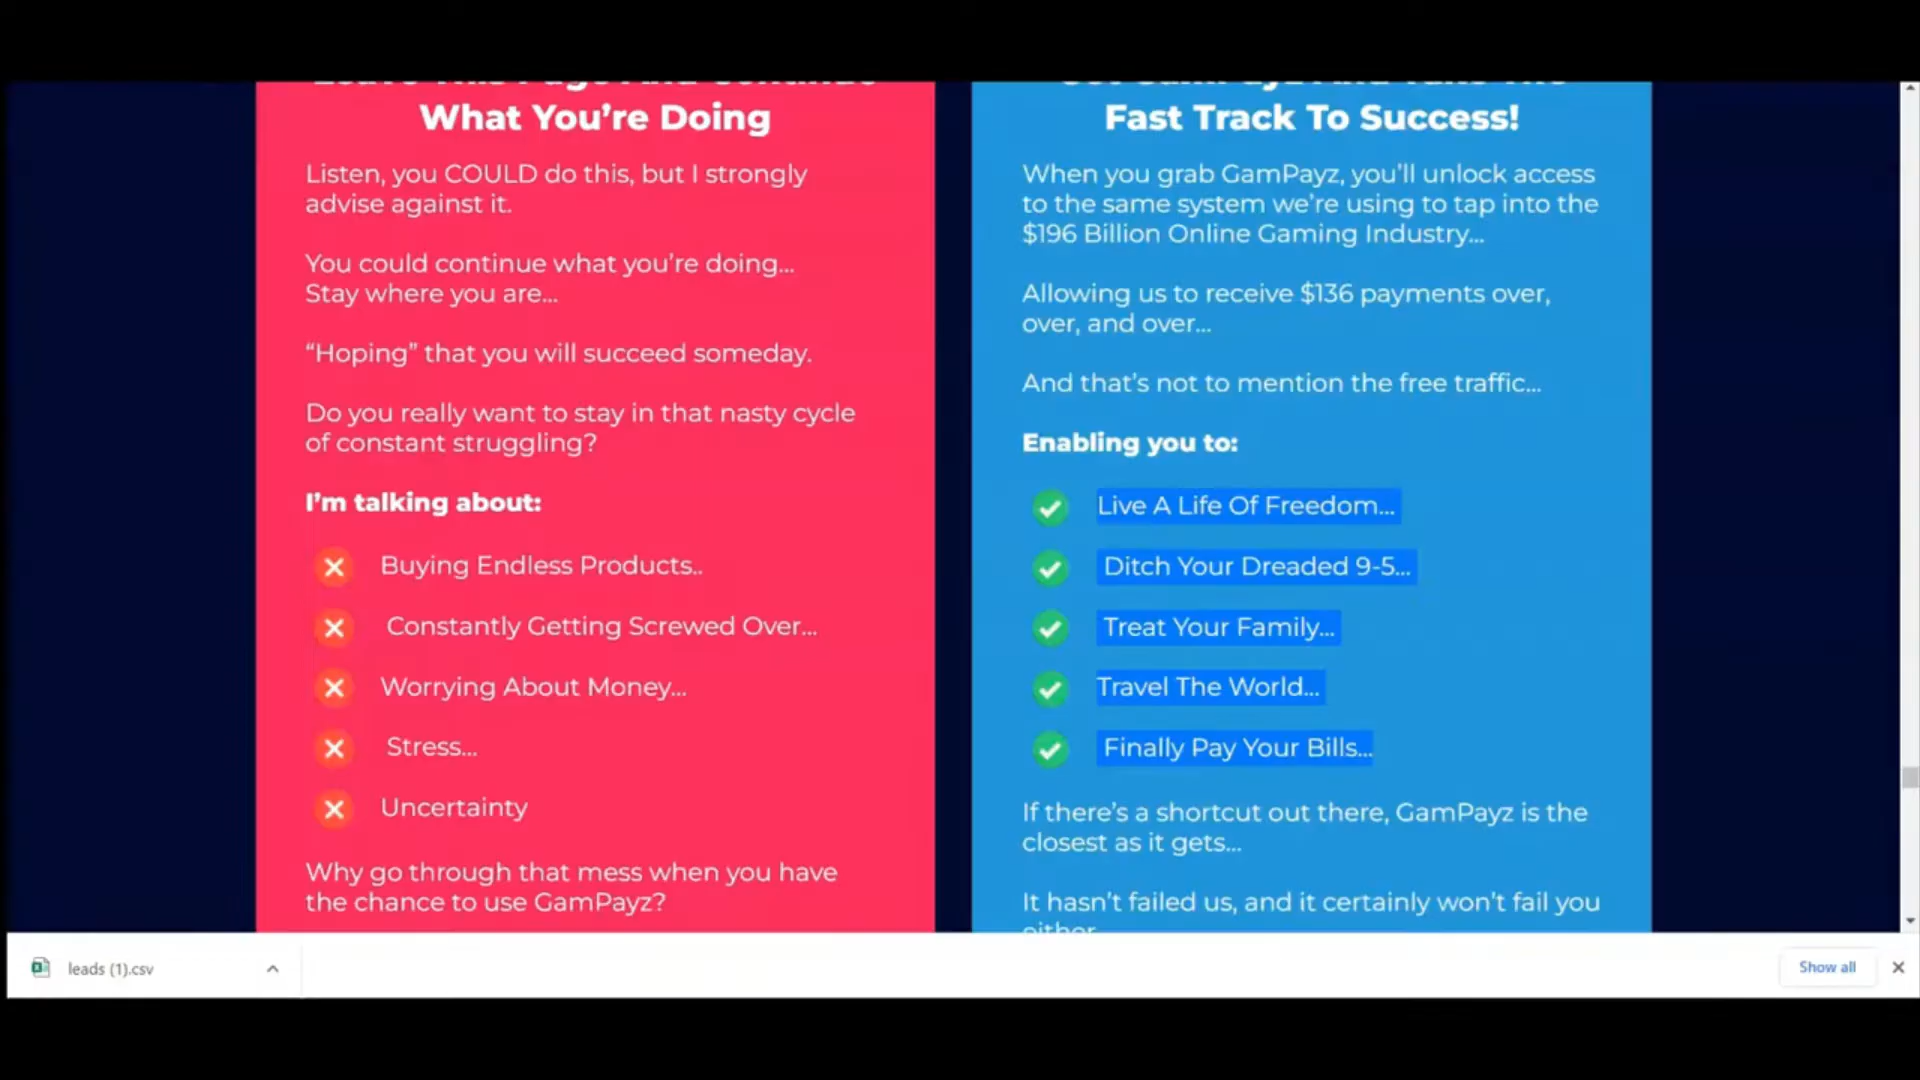 What You're Doing
Listen, you COULD do this, but I strongly
advise against it.
You could continue what you're doing...
Stay where you are...
“Hoping” that you will succeed someday.
Do you really want to stay in that nasty cycle
of constant struggling?
I'm talking about:
Buying Endless Products..
Constantly Getting Screwed Over...
Worrying About Money...
Stress...
Uncertainty
Why go through that mess when you have
the chance to use GamPayz?
Fast Track To Success!
When you grab GamPayz, you'll unlock access
to the same system we're using to tap into the
$196 Billion Online Gaming Industry...
Allowing us to receive $136 payments over,
over, and over...
And that's not to mention the free traffic...
Enabling you to:
Live A Life Of Freedom...
Ditch Your Dreaded 9-5...
Treat Your Family...
Travel The World...
Finally Pay Your Bills...
If there's a shortcut out there, GamPayz is the
closest as it gets...
It hasn't failed us, and it certainly won't fail you
either
leads (1).csv
Show all